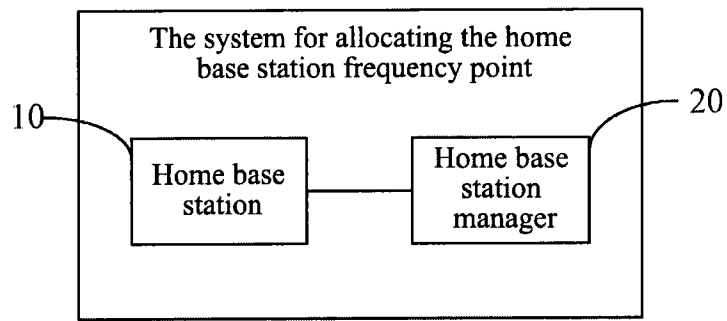 The system for allocating the home
base station frequency point
10
20
Home base
station
Home base
station
manager